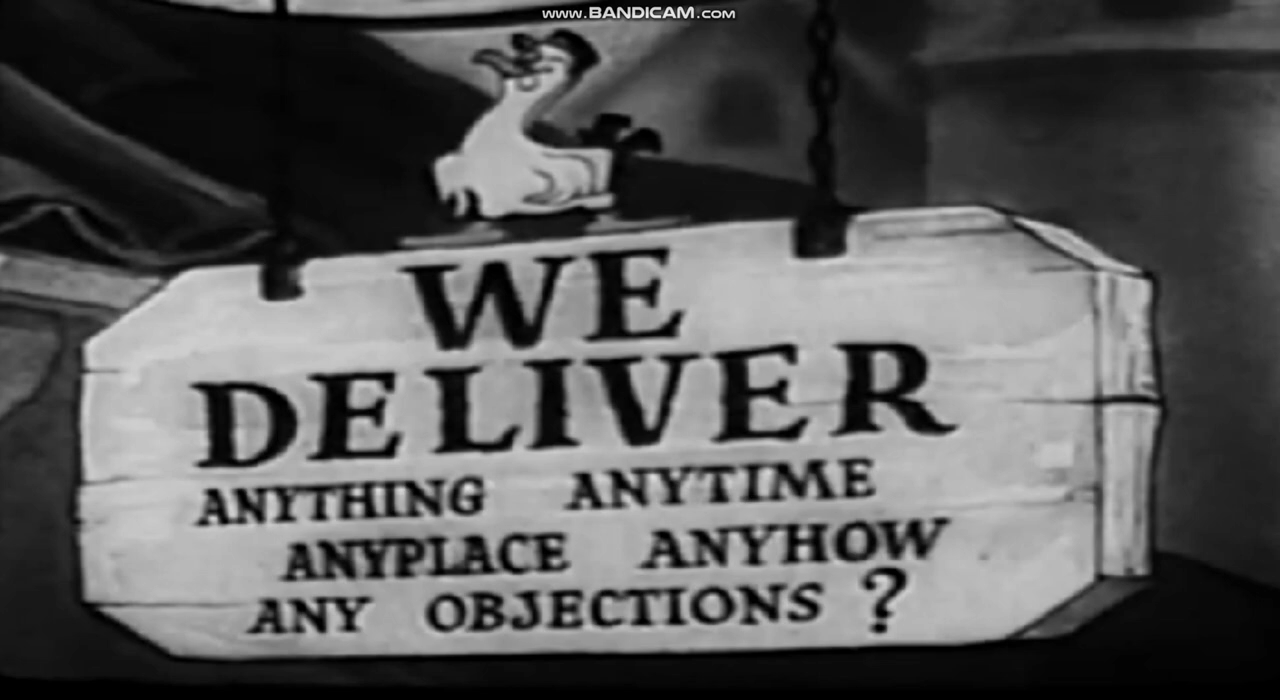 www.BANDICAM.com
WE
DELIVER
ANYTHING ANYTIME
ANYPLACE ANYHOW
ANY OBJECTIONS ?